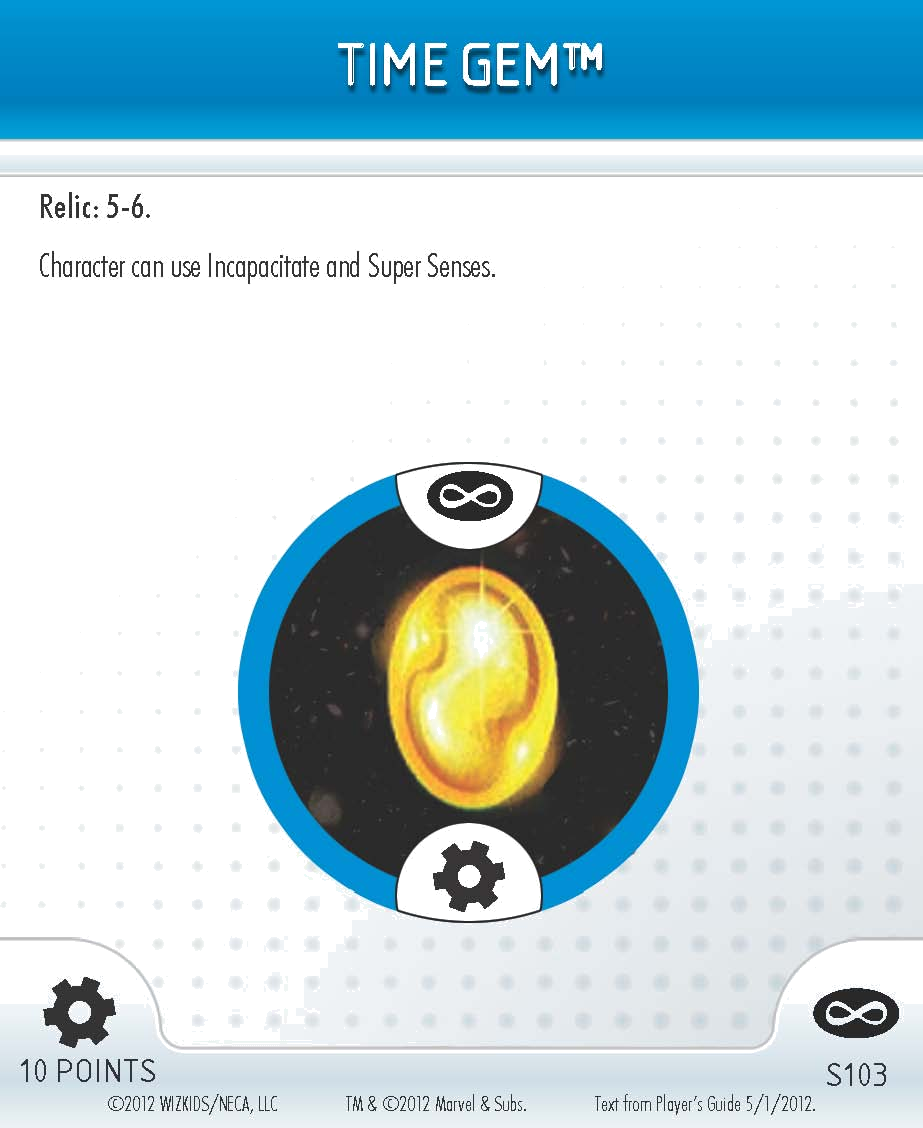 TIME GEM™
Relic: 5-6.
Character can use Incapacitate and Super Senses.
10 POINTS
S103
©2012 WIZKIDS/NECA, LLC TM & ©2012 Marvel & Subs. Text from Player's Guide 5/1/2012.